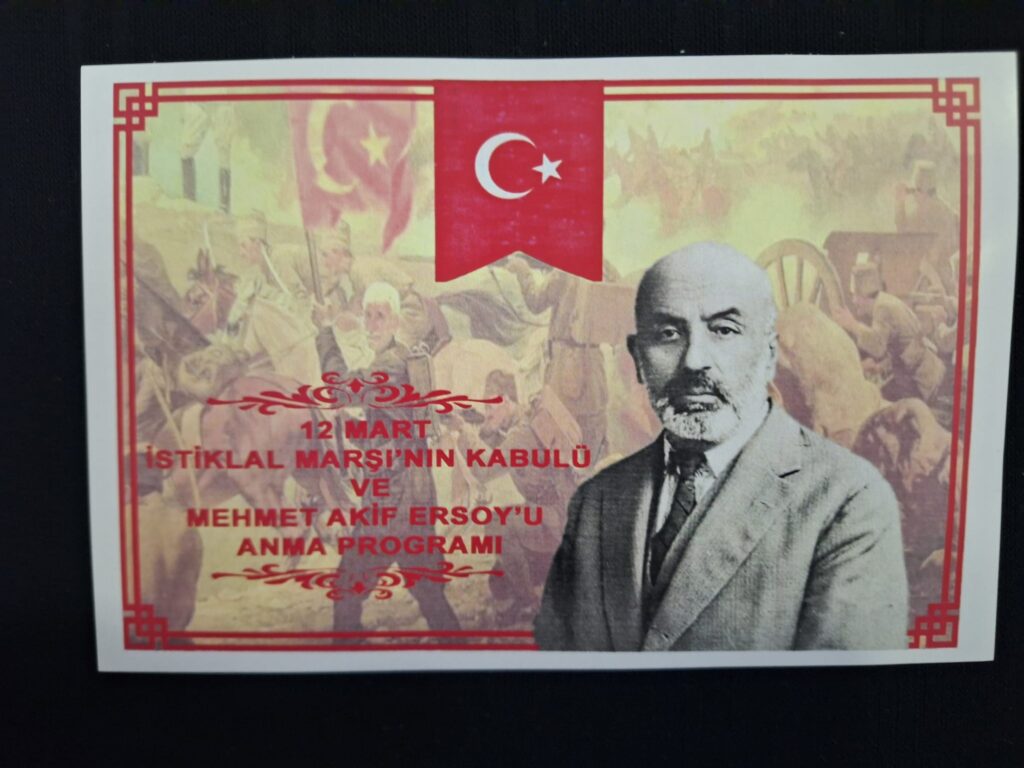 12 MART
İSTİKLAL MARŞI'NIN KABULÜ
VE
MEHMET AKİF ERSOY'U
ANMA PROGRAMI